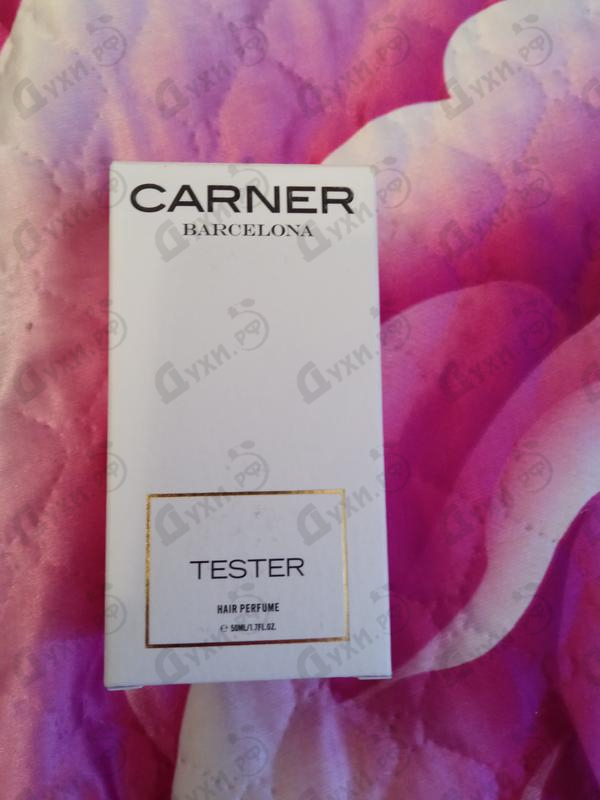 CARNER
BARCELONA
TESTER
HAIR PERFUME
℮ 50ML/1.7FL.OZ.
Духи.рф